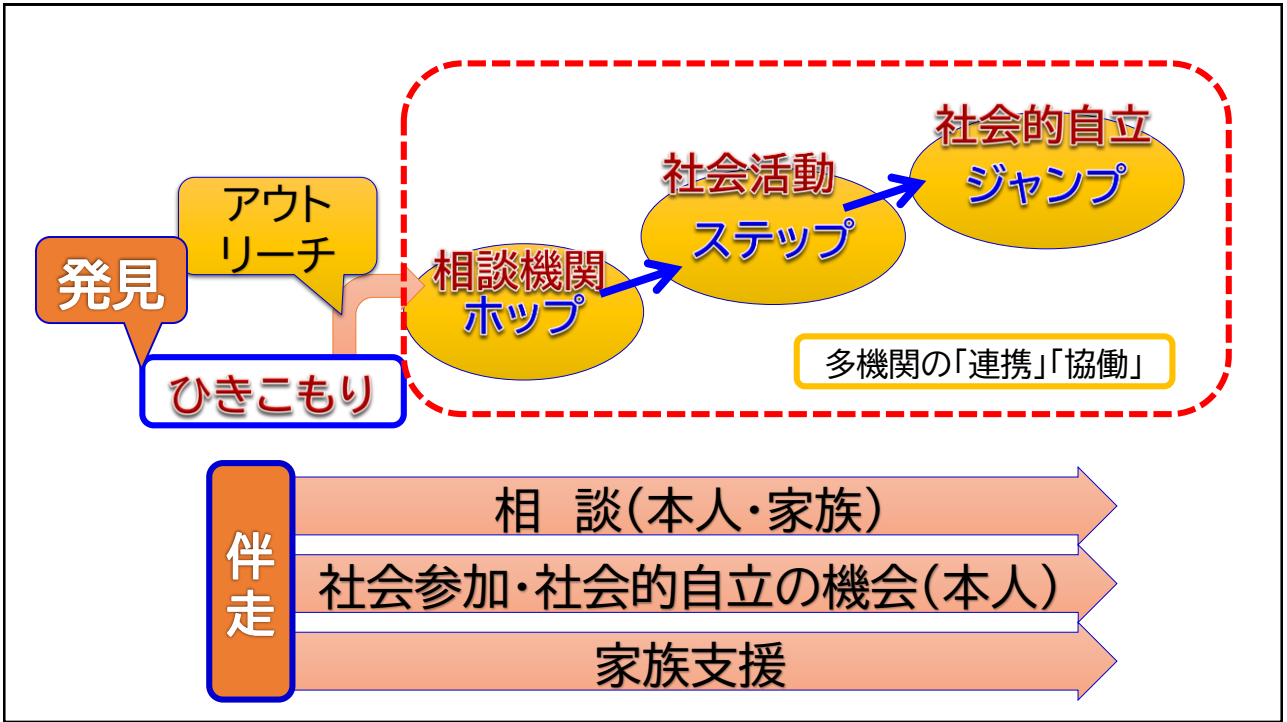 発見
アウト
リーチ
ひきこもり
相談機関
ホップ
社会活動
ステップ
社会的自立
ジャンプ
多機関の「連携」「協働」
伴走
相　談(本人・家族)
社会参加・社会的自立の機会(本人)
家族支援